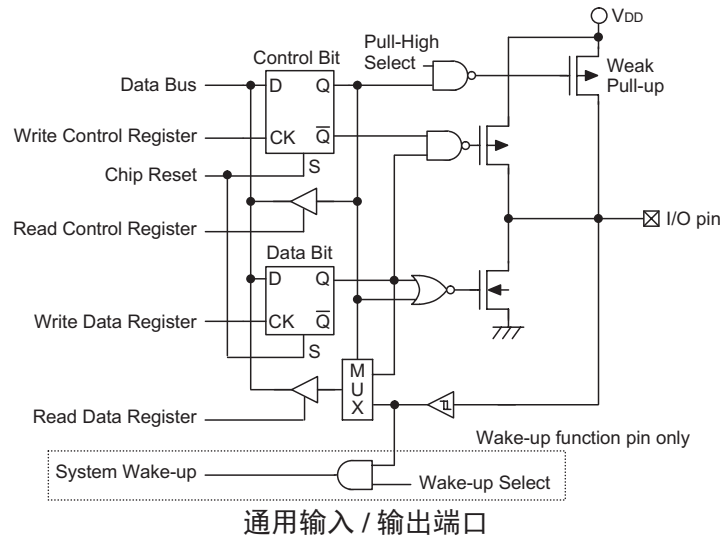 VDD
Control Bit
Pull-High
Select
Weak
Pull-up
Data Bus
D
Q
Write Control Register
CK
Q̅
Chip Reset
S
I/O pin
Read Control Register
Data Bit
D
Q
Write Data Register
CK
Q̅
S
M
U
X
Read Data Register
Wake-up function pin only
System Wake-up
Wake-up Select
通用输入 / 输出端口